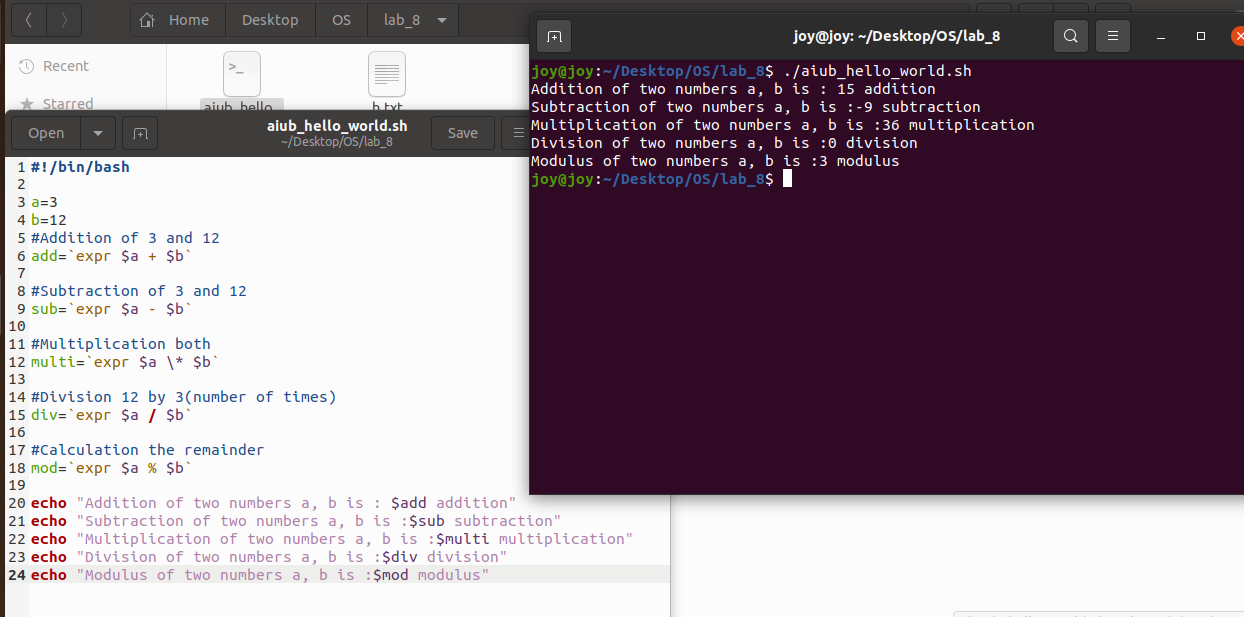 Home Desktop OS lab_8
Recent
Starred
aiub_hello_
b.txt
Open
aiub_hello_world.sh
~/Desktop/OS/lab_8
Save
1 #!/bin/bash
2
3 a=3
4 b=12
5 #Addition of 3 and 12
6 add=`expr $a + $b`
7
8 #Subtraction of 3 and 12
9 sub=`expr $a - $b`
10
11 #Multiplication both
12 multi=`expr $a \* $b`
13
14 #Division 12 by 3(number of times)
15 div=`expr $a / $b`
16
17 #Calculation the remainder
18 mod=`expr $a % $b`
19
20 echo "Addition of two numbers a, b is : $add addition"
21 echo "Subtraction of two numbers a, b is :$sub subtraction"
22 echo "Multiplication of two numbers a, b is :$multi multiplication"
23 echo "Division of two numbers a, b is :$div division"
24 echo "Modulus of two numbers a, b is :$mod modulus"
joy@joy: ~/Desktop/OS/lab_8
joy@joy:~/Desktop/OS/lab_8$ ./aiub_hello_world.sh
Addition of two numbers a, b is : 15 addition
Subtraction of two numbers a, b is :-9 subtraction
Multiplication of two numbers a, b is :36 multiplication
Division of two numbers a, b is :0 division
Modulus of two numbers a, b is :3 modulus
joy@joy:~/Desktop/OS/lab_8$